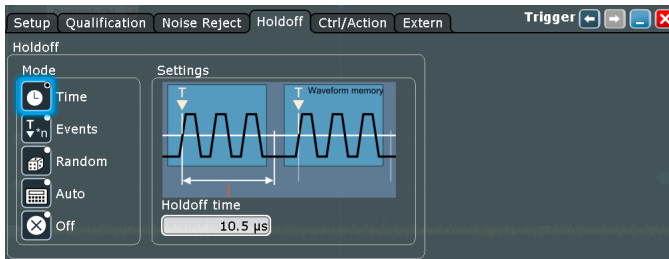 Setup Qualification Noise Reject Holdoff Ctrl/Action Extern Trigger
Holdoff
Mode
Settings
Time
Events
Random
Auto
Off
T
*n
T T Waveform memory
Holdoff time
10.5 µs